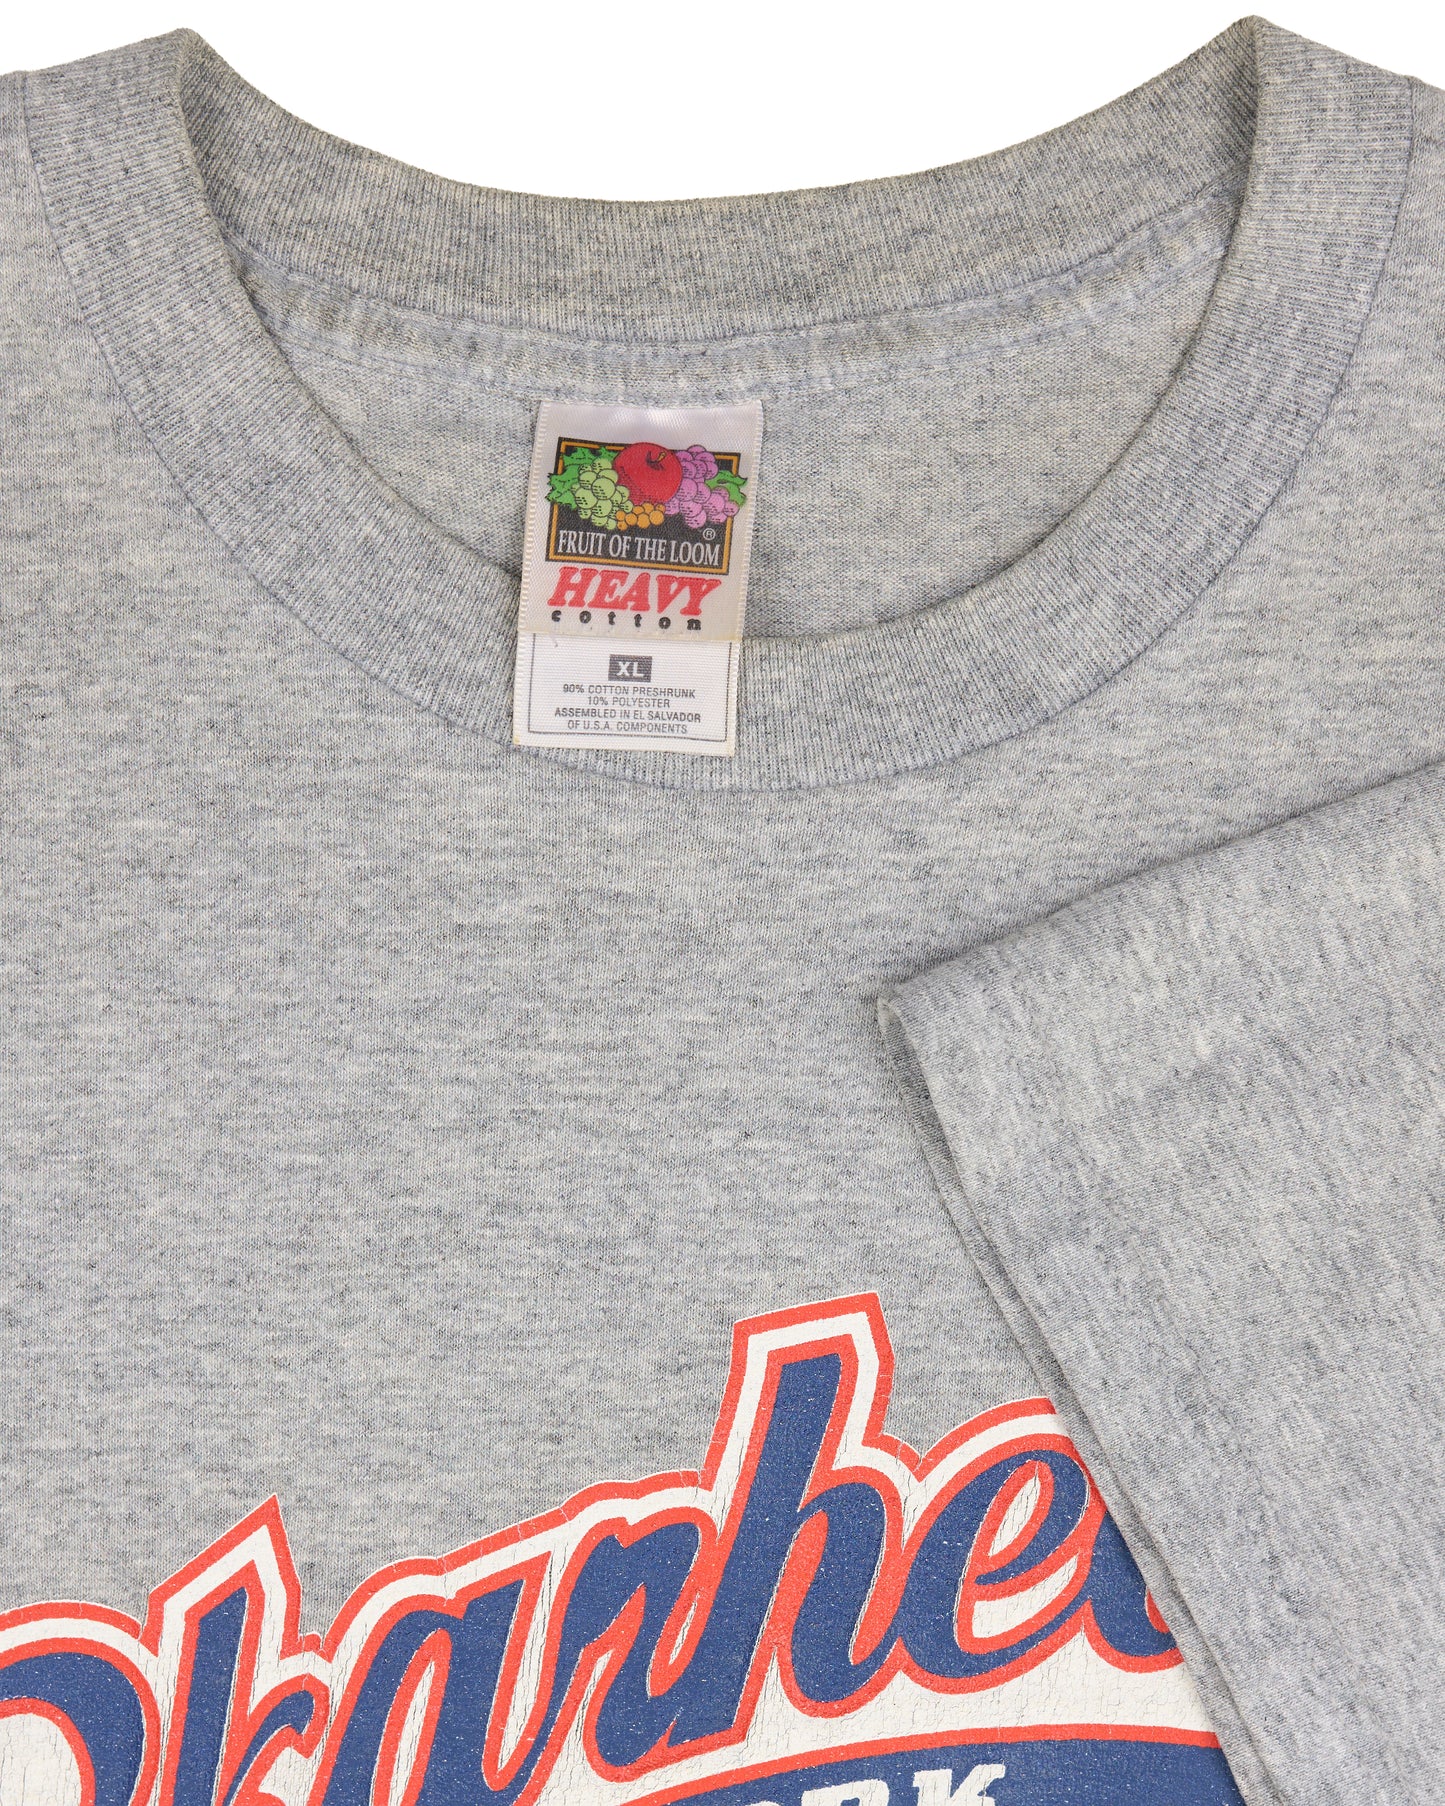 FRUIT OF THE LOOM ®
HEAVY
cotton
XL
90% COTTON PRESHRUNK
10% POLYESTER
ASSEMBLED IN EL SALVADOR
OF U.S.A. COMPONENTS